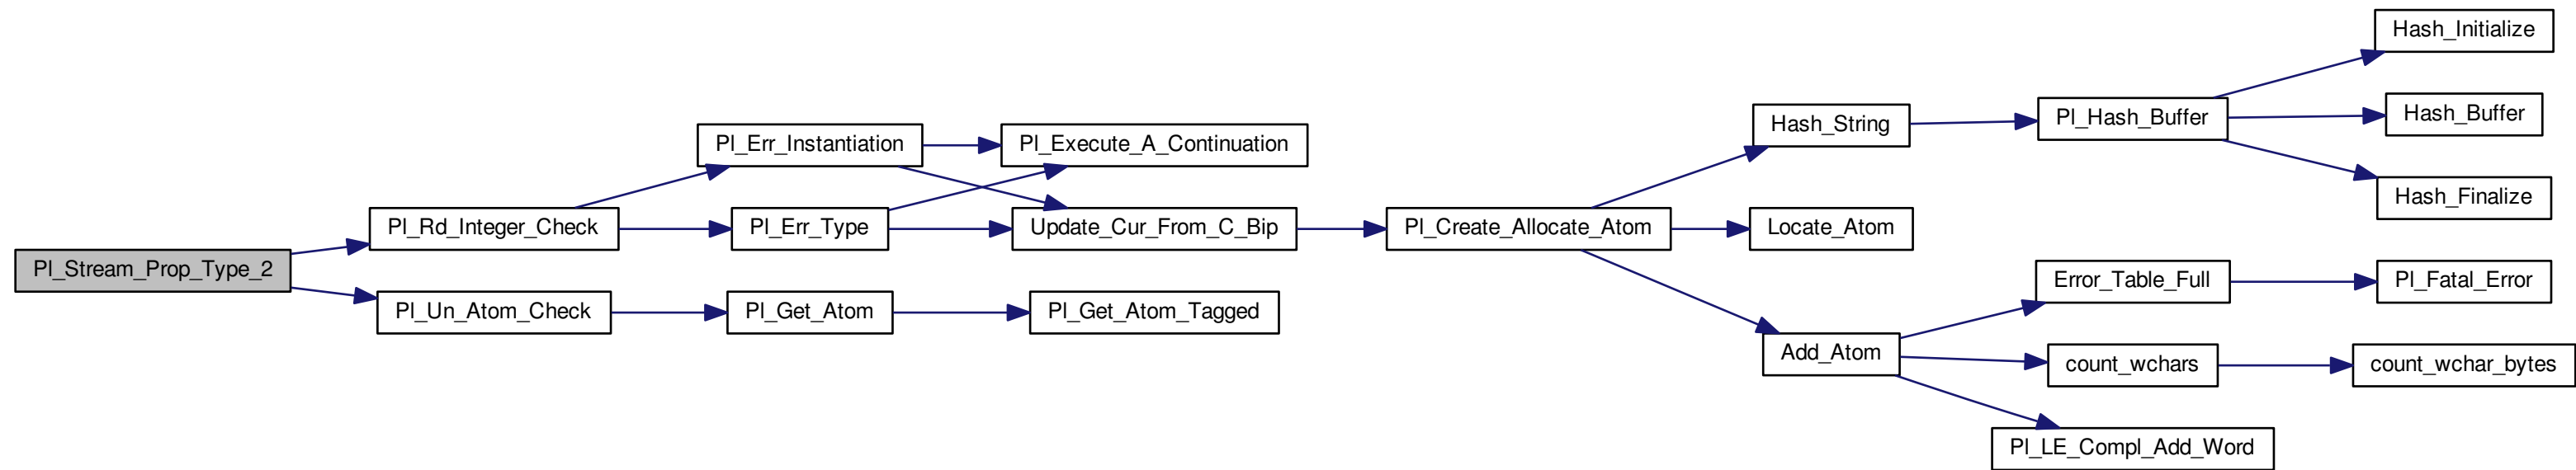 Pl_Stream_Prop_Type_2
Pl_Rd_Integer_Check
Pl_Un_Atom_Check
Pl_Err_Instantiation
Pl_Err_Type
Pl_Get_Atom
Pl_Execute_A_Continuation
Update_Cur_From_C_Bip
Pl_Get_Atom_Tagged
Pl_Create_Allocate_Atom
Hash_String
Locate_Atom
Add_Atom
Pl_Hash_Buffer
Error_Table_Full
count_wchars
Pl_LE_Compl_Add_Word
Hash_Initialize
Hash_Buffer
Hash_Finalize
Pl_Fatal_Error
count_wchar_bytes